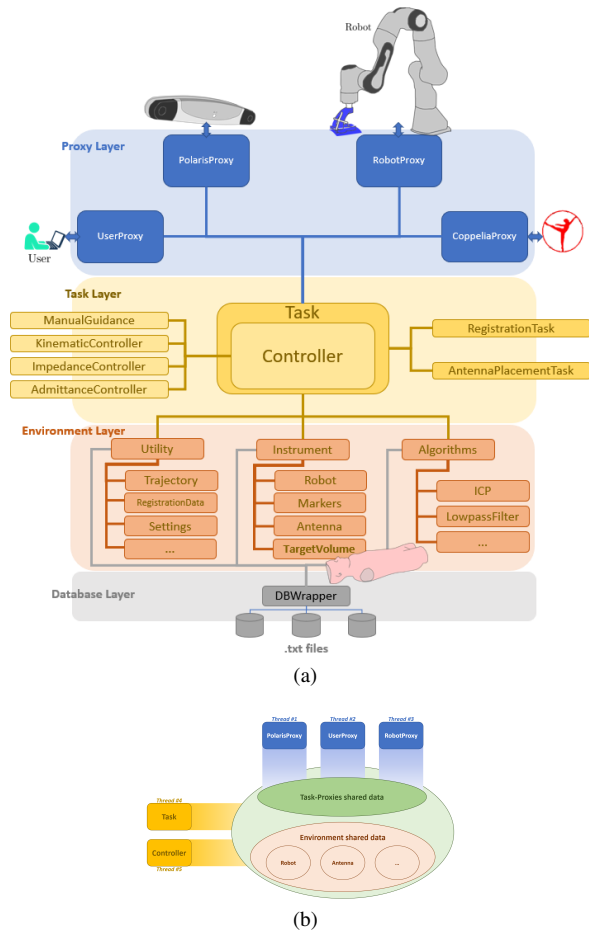 Robot
Proxy Layer
PolarisProxy
RobotProxy
UserProxy
CoppeliaProxy
User
Task Layer
Task
Controller
ManualGuidance
KinematicController
ImpedanceController
AdmittanceController
RegistrationTask
AntennaPlacementTask
Environment Layer
Utility
Instrument
Algorithms
Trajectory
RegistrationData
Settings
...
Robot
Markers
Antenna
TargetVolume
ICP
LowpassFilter
...
Database Layer
DBWrapper
.txt files
(a)
Thread #1
Thread #2
Thread #3
PolarisProxy
UserProxy
RobotProxy
Task-Proxies shared data
Thread #4
Task
Controller
Thread #5
Environment shared data
Robot
Antenna
...
(b)